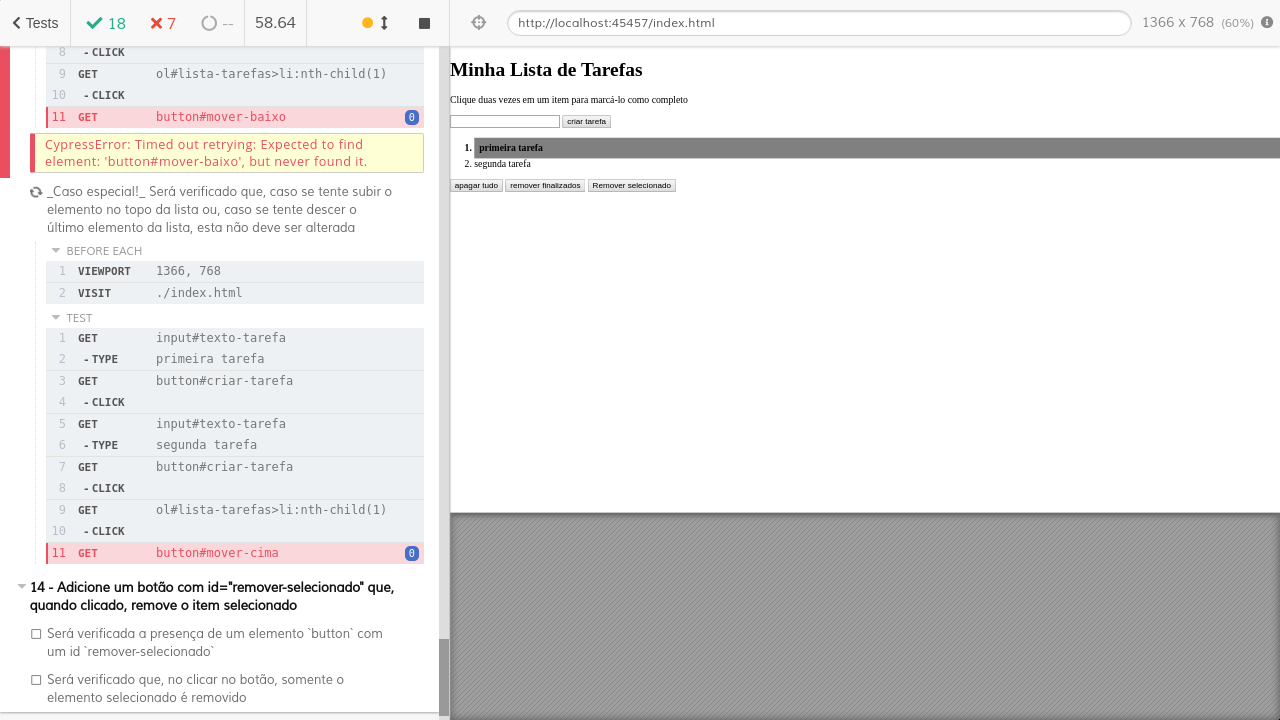 Tests 18 7 -- 58.64
http://localhost:45457/index.html 1366 x 768 (60%)
8 - CLICK
9 GET ol#lista-tarefas>li:nth-child(1)
10 - CLICK
11 GET button#mover-baixo 0
CypressError: Timed out retrying: Expected to find
element: 'button#mover-baixo', but never found it.
_Caso especial!_ Será verificado que, caso se tente subir o
elemento no topo da lista ou, caso se tente descer o
último elemento da lista, esta não deve ser alterada
BEFORE EACH
1 VIEWPORT 1366, 768
2 VISIT ./index.html
TEST
1 GET input#texto-tarefa
2 - TYPE primeira tarefa
3 GET button#criar-tarefa
4 - CLICK
5 GET input#texto-tarefa
6 - TYPE segunda tarefa
7 GET button#criar-tarefa
8 - CLICK
9 GET ol#lista-tarefas>li:nth-child(1)
10 - CLICK
11 GET button#mover-cima 0
14 - Adicione um botão com id="remover-selecionado" que,
quando clicado, remove o item selecionado
Será verificada a presença de um elemento `button` com
um id `remover-selecionado`
Será verificado que, no clicar no botão, somente o
elemento selecionado é removido
Minha Lista de Tarefas
Clique duas vezes em um item para marcá-lo como completo
criar tarefa
1. primeira tarefa
2. segunda tarefa
apagar tudo remover finalizados Remover selecionado